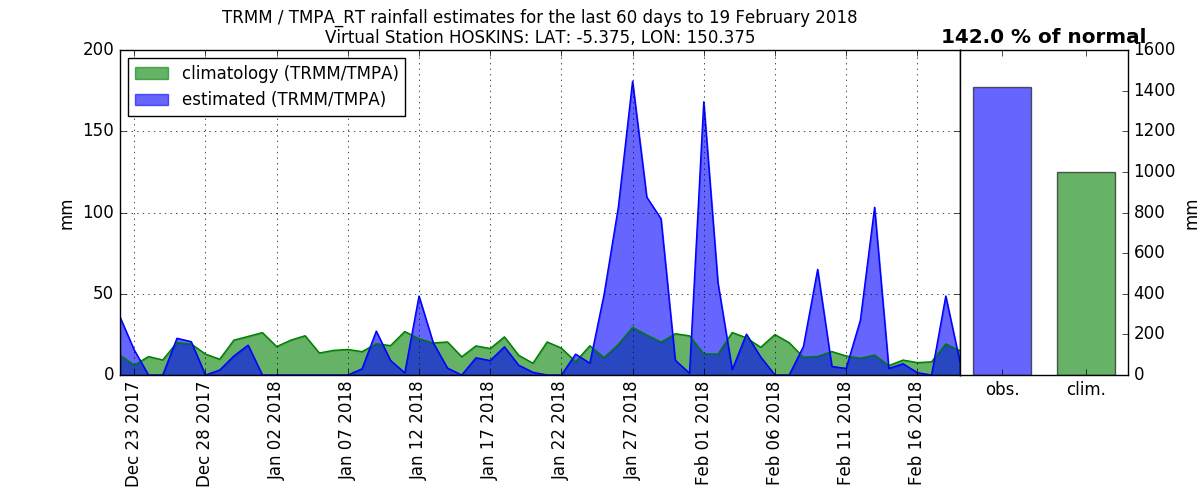 TRMM / TMPA_RT rainfall estimates for the last 60 days to 19 February 2018
Virtual Station HOSKINS: LAT: -5.375, LON: 150.375
142.0 % of normal
climatology (TRMM/TMPA)
estimated (TRMM/TMPA)
mm
200
150
100
50
0
Dec 23 2017
Dec 28 2017
Jan 02 2018
Jan 07 2018
Jan 12 2018
Jan 17 2018
Jan 22 2018
Jan 27 2018
Feb 01 2018
Feb 06 2018
Feb 11 2018
Feb 16 2018
obs.
clim.
1600
1400
1200
1000
800
600
400
200
0
mm